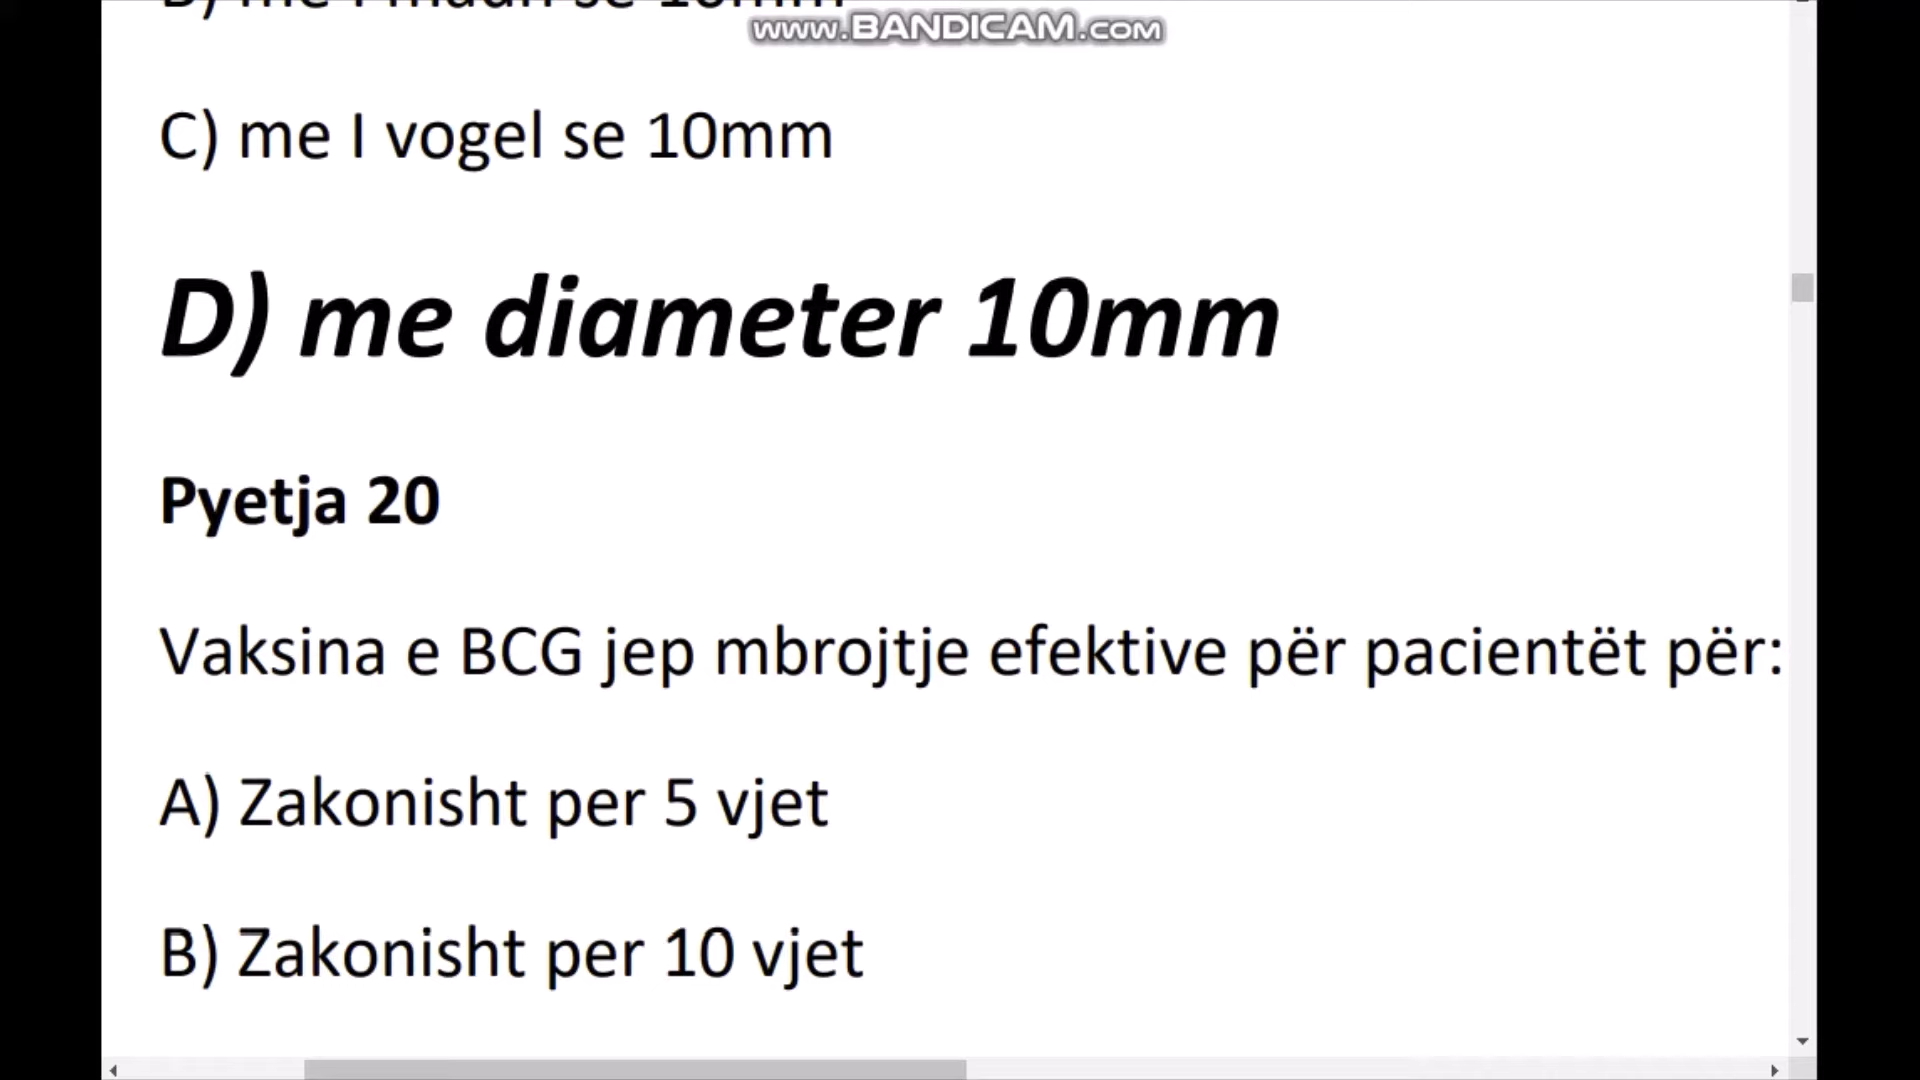 www.BANDICAM.com
C) me I vogel se 10mm
D) me diameter 10mm
Pyetja 20
Vaksina e BCG jep mbrojtje efektive për pacientët për:
A) Zakonisht per 5 vjet
B) Zakonisht per 10 vjet